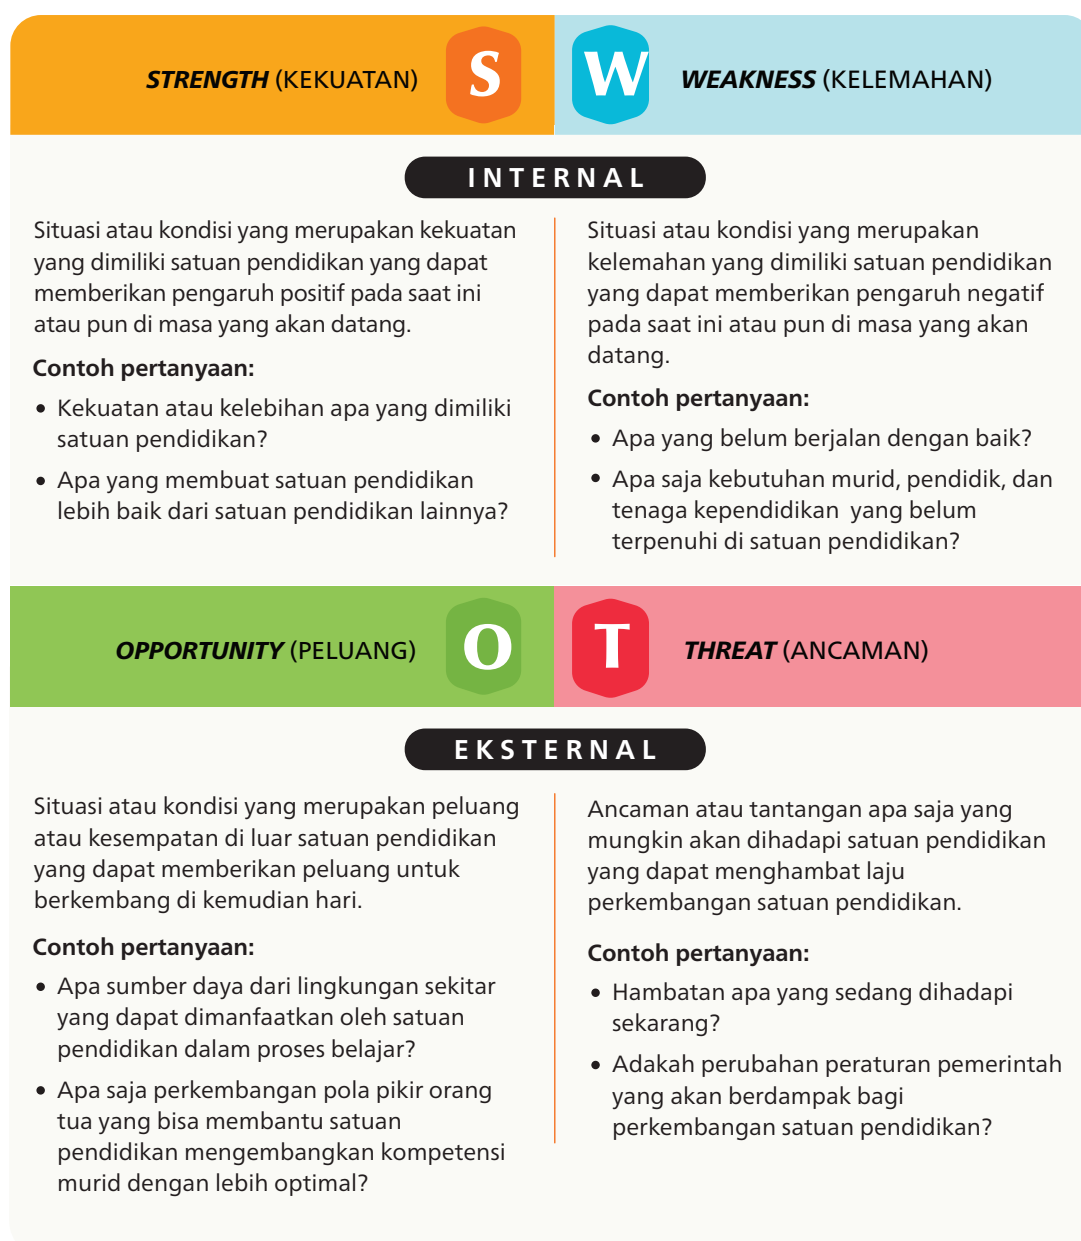 STRENGTH (KEKUATAN)
S
W
WEAKNESS (KELEMAHAN)
INTERNAL
Situasi atau kondisi yang merupakan kekuatan
yang dimiliki satuan pendidikan yang dapat
memberikan pengaruh positif pada saat ini
atau pun di masa yang akan datang.
Contoh pertanyaan:
• Kekuatan atau kelebihan apa yang dimiliki
satuan pendidikan?
• Apa yang membuat satuan pendidikan
lebih baik dari satuan pendidikan lainnya?
Situasi atau kondisi yang merupakan
kelemahan yang dimiliki satuan pendidikan
yang dapat memberikan pengaruh negatif
pada saat ini atau pun di masa yang akan
datang.
Contoh pertanyaan:
• Apa yang belum berjalan dengan baik?
• Apa saja kebutuhan murid, pendidik, dan
tenaga kependidikan yang belum
terpenuhi di satuan pendidikan?
OPPORTUNITY (PELUANG)
O
T
THREAT (ANCAMAN)
EKSTERNAL
Situasi atau kondisi yang merupakan peluang
atau kesempatan di luar satuan pendidikan
yang dapat memberikan peluang untuk
berkembang di kemudian hari.
Contoh pertanyaan:
• Apa sumber daya dari lingkungan sekitar
yang dapat dimanfaatkan oleh satuan
pendidikan dalam proses belajar?
• Apa saja perkembangan pola pikir orang
tua yang bisa membantu satuan
pendidikan mengembangkan kompetensi
murid dengan lebih optimal?
Ancaman atau tantangan apa saja yang
mungkin akan dihadapi satuan pendidikan
yang dapat menghambat laju
perkembangan satuan pendidikan.
Contoh pertanyaan:
• Hambatan apa yang sedang dihadapi
sekarang?
• Adakah perubahan peraturan pemerintah
yang akan berdampak bagi
perkembangan satuan pendidikan?